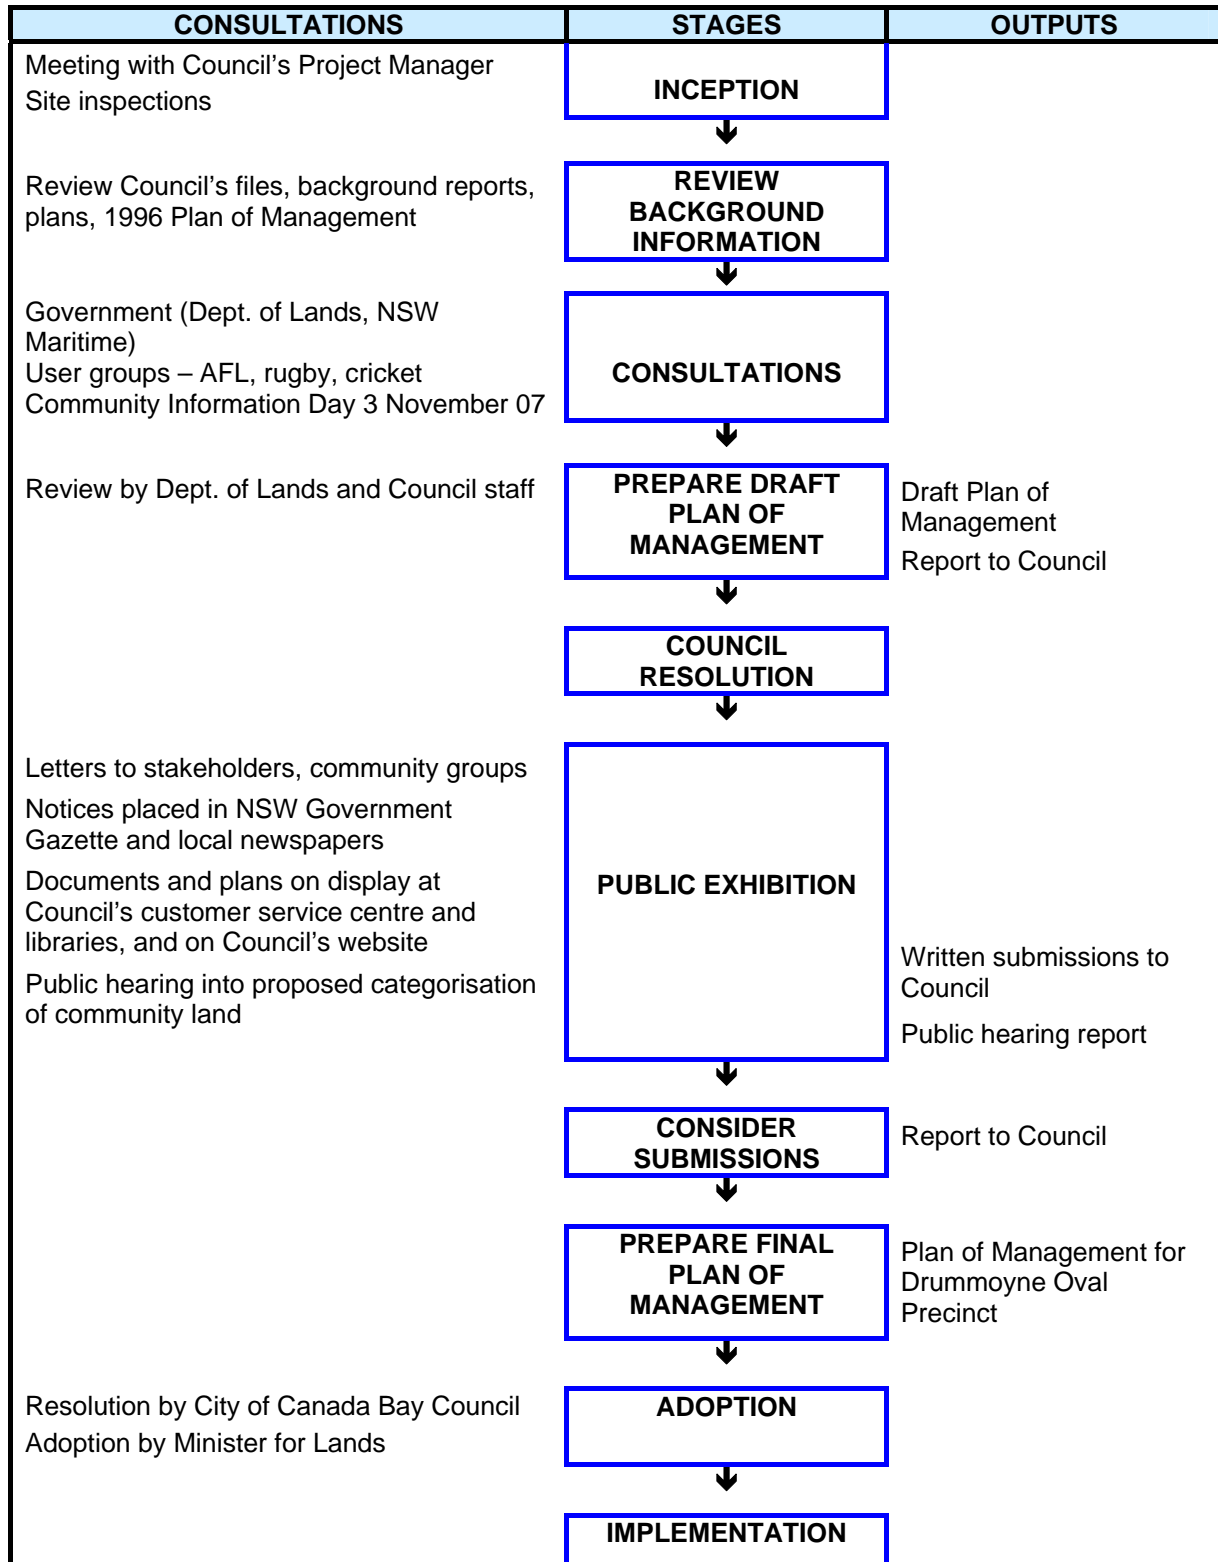 CONSULTATIONS STAGES OUTPUTS
Meeting with Council's Project Manager
Site inspections
INCEPTION
Review Council's files, background reports,
plans, 1996 Plan of Management
REVIEW
BACKGROUND
INFORMATION
Government (Dept. of Lands, NSW
Maritime)
User groups – AFL, rugby, cricket
Community Information Day 3 November 07
CONSULTATIONS
Review by Dept. of Lands and Council staff
PREPARE DRAFT
PLAN OF
MANAGEMENT
Draft Plan of
Management
Report to Council
COUNCIL
RESOLUTION
Letters to stakeholders, community groups
Notices placed in NSW Government
Gazette and local newspapers
Documents and plans on display at
Council's customer service centre and
libraries, and on Council's website
Public hearing into proposed categorisation
of community land
PUBLIC EXHIBITION
Written submissions to
Council
Public hearing report
CONSIDER
SUBMISSIONS
Report to Council
PREPARE FINAL
PLAN OF
MANAGEMENT
Plan of Management for
Drummoyne Oval
Precinct
Resolution by City of Canada Bay Council
Adoption by Minister for Lands
ADOPTION
IMPLEMENTATION